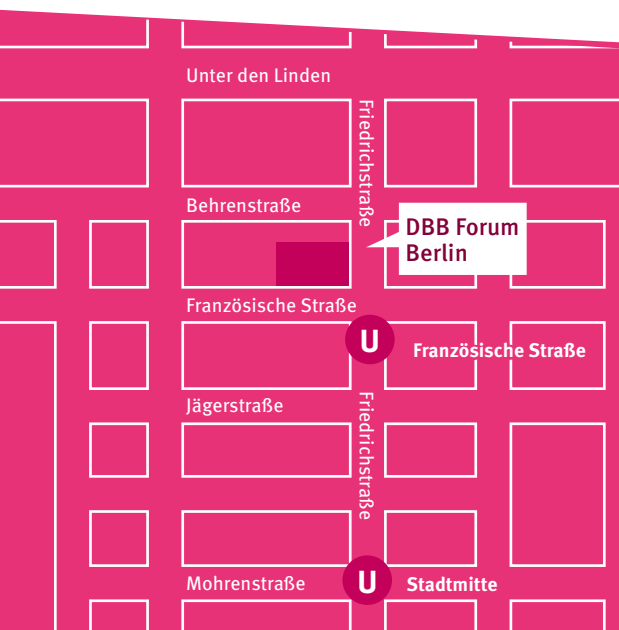 Unter den Linden
Friedrichstraße
Behrenstraße
DBB Forum
Berlin
Französische Straße
U
Französische Straße
Jägerstraße
Friedrichstraße
Mohrenstraße
U
Stadtmitte